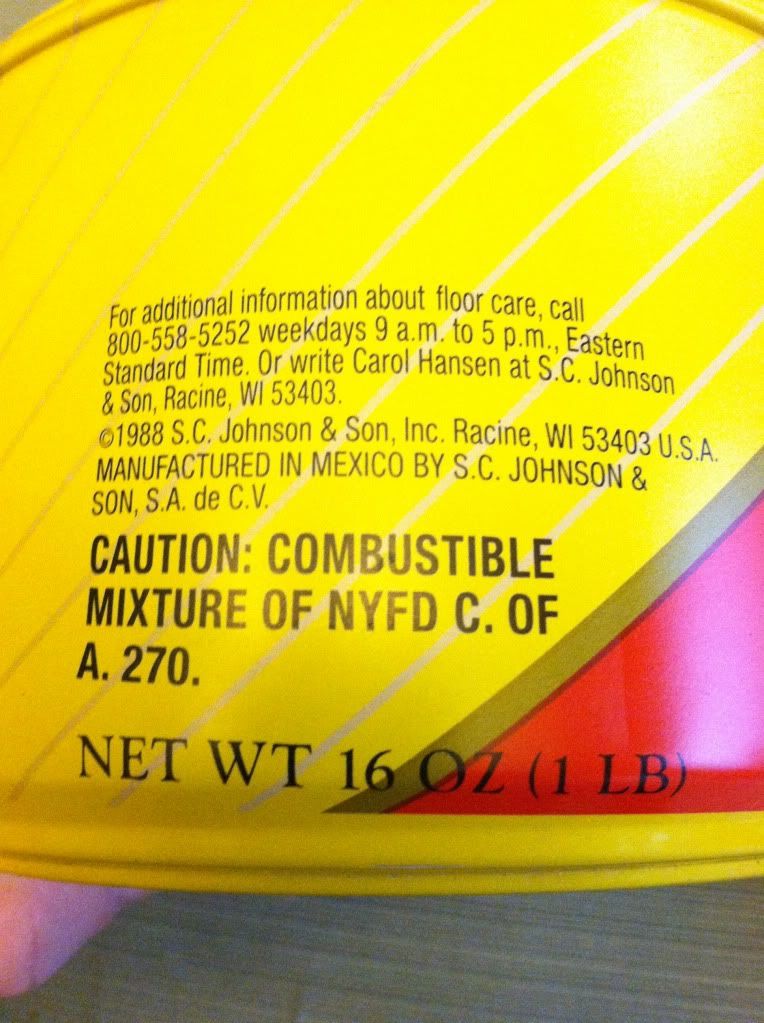 For additional information about floor care, call
800-558-5252 weekdays 9 a.m. to 5 p.m., Eastern
Standard Time. Or write Carol Hansen at S.C. Johnson
& Son, Racine, WI 53403.
©1988 S.C. Johnson & Son, Inc. Racine, WI 53403 U.S.A.
MANUFACTURED IN MEXICO BY S.C. JOHNSON &
SON, S.A. de C.V.
CAUTION: COMBUSTIBLE
MIXTURE OF NYFD C. OF
A. 270.
NET WT 16 OZ (1 LB)